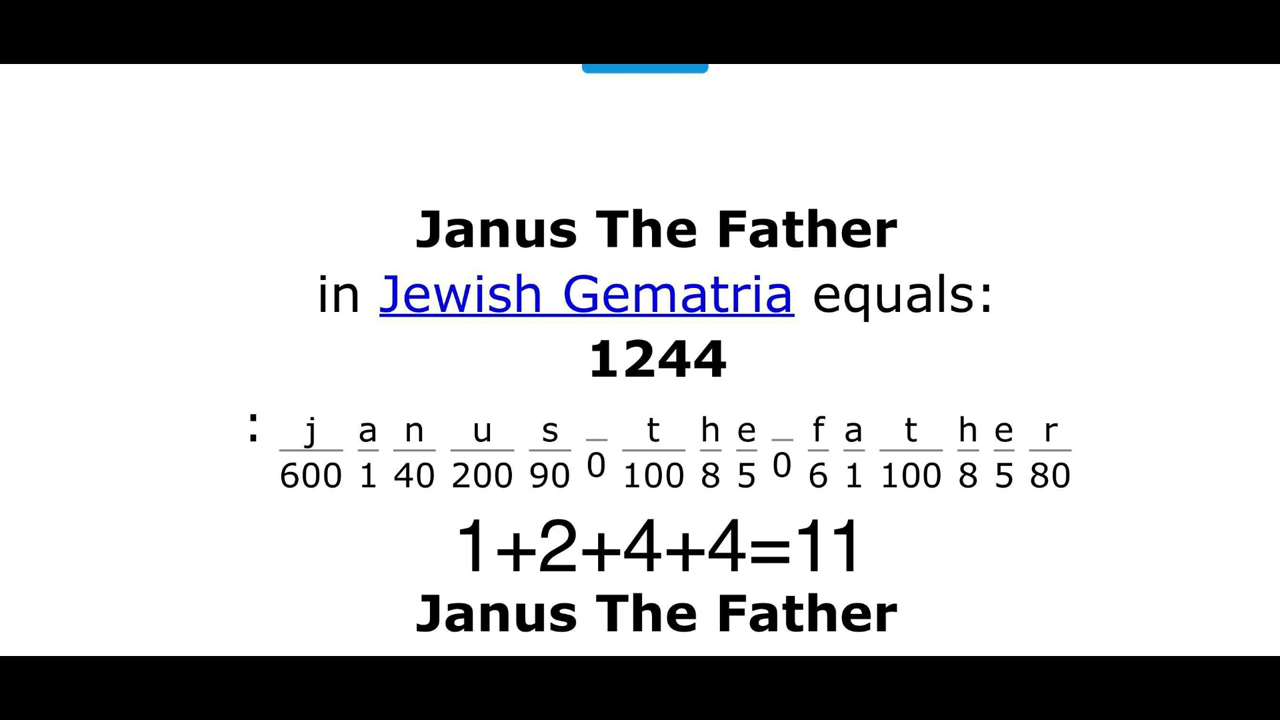 Janus The Father
in Jewish Gematria equals:
1244
: j a n u s _ t h e _ f a t h e r
600 1 40 200 90 0 100 8 5 0 6 1 100 8 5 80
1+2+4+4=11
Janus The Father